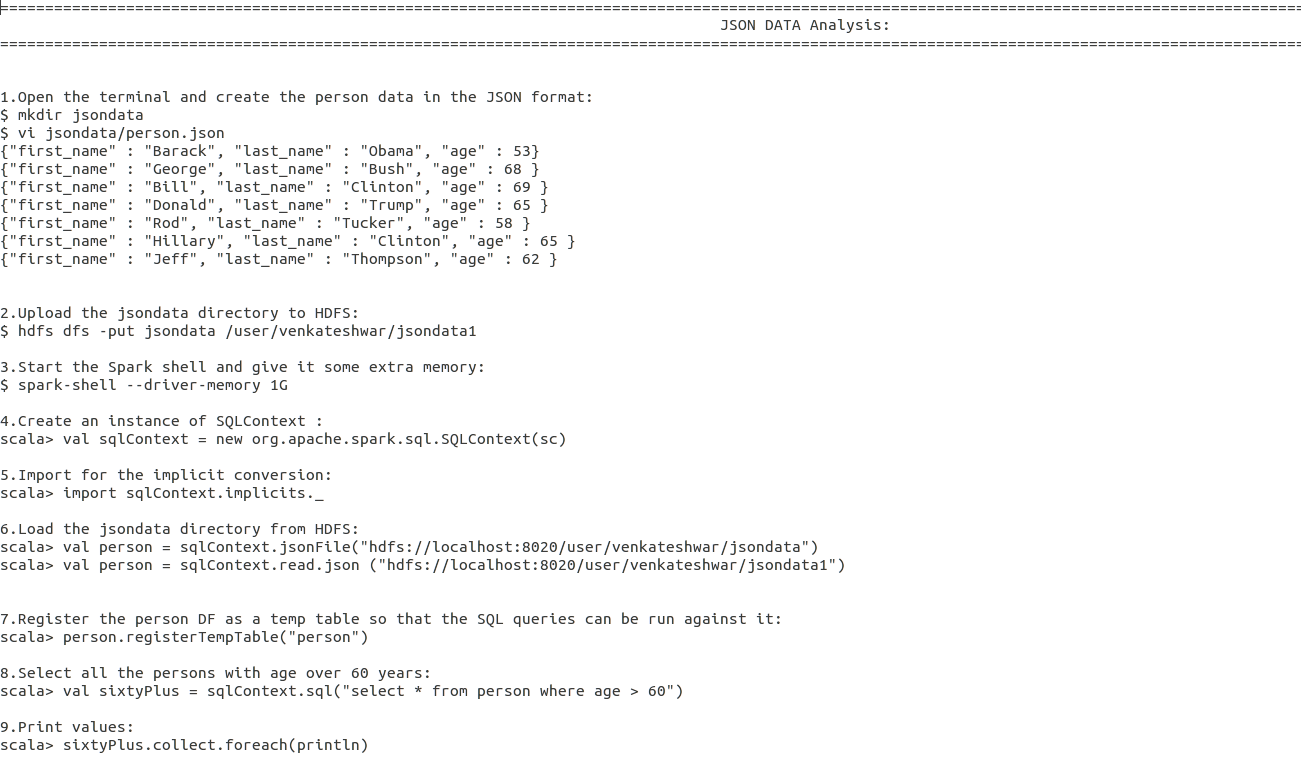 ================================================================================================================================================
JSON DATA Analysis:
================================================================================================================================================
1.Open the terminal and create the person data in the JSON format:
$ mkdir jsondata
$ vi jsondata/person.json
{"first_name" : "Barack", "last_name" : "Obama", "age" : 53}
{"first_name" : "George", "last_name" : "Bush", "age" : 68 }
{"first_name" : "Bill", "last_name" : "Clinton", "age" : 69 }
{"first_name" : "Donald", "last_name" : "Trump", "age" : 65 }
{"first_name" : "Rod", "last_name" : "Tucker", "age" : 58 }
{"first_name" : "Hillary", "last_name" : "Clinton", "age" : 65 }
{"first_name" : "Jeff", "last_name" : "Thompson", "age" : 62 }
2.Upload the jsondata directory to HDFS:
$ hdfs dfs -put jsondata /user/venkateshwar/jsondata1
3.Start the Spark shell and give it some extra memory:
$ spark-shell --driver-memory 1G
4.Create an instance of SQLContext :
scala> val sqlContext = new org.apache.spark.sql.SQLContext(sc)
5.Import for the implicit conversion:
scala> import sqlContext.implicits._
6.Load the jsondata directory from HDFS:
scala> val person = sqlContext.jsonFile("hdfs://localhost:8020/user/venkateshwar/jsondata")
scala> val person = sqlContext.read.json ("hdfs://localhost:8020/user/venkateshwar/jsondata1")
7.Register the person DF as a temp table so that the SQL queries can be run against it:
scala> person.registerTempTable("person")
8.Select all the persons with age over 60 years:
scala> val sixtyPlus = sqlContext.sql("select * from person where age > 60")
9.Print values:
scala> sixtyPlus.collect.foreach(println)